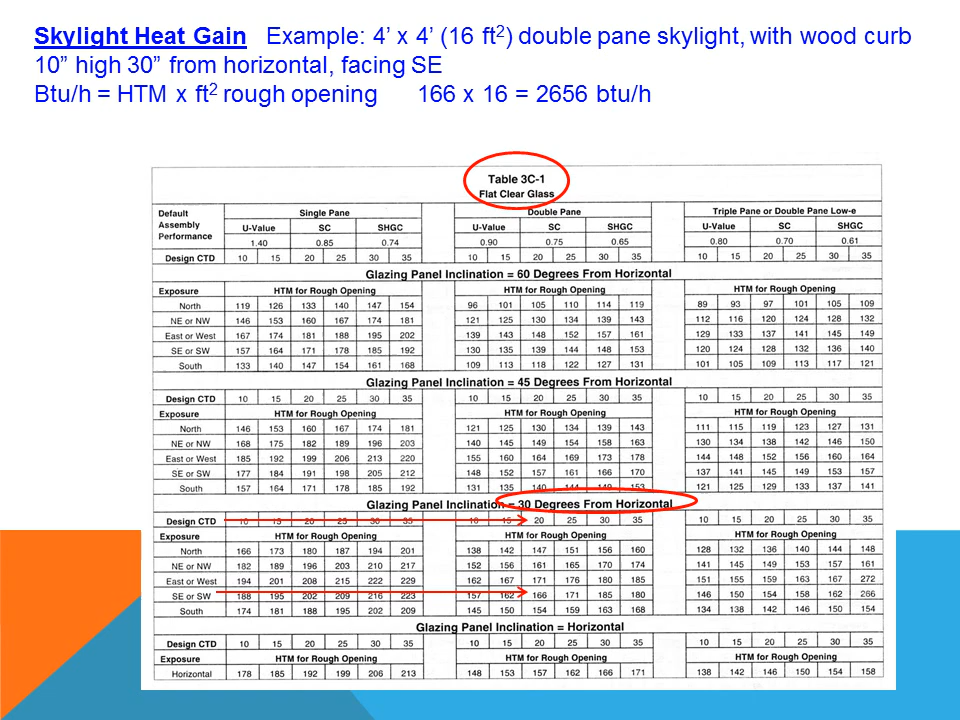 Skylight Heat Gain Example: 4’ x 4’ (16 ft2) double pane skylight, with wood curb
10” high 30” from horizontal, facing SE
Btu/h = HTM x ft2 rough opening 166 x 16 = 2656 btu/h
Table 3C-1
Flat Clear Glass
Default Assembly Performance Single Pane Double Pane Triple Pane or Double Pane Low-e
U-Value SC SHGC U-Value SC SHGC U-Value SC SHGC
1.40 0.85 0.74 0.90 0.75 0.65 0.80 0.70 0.61
Design CTD 10 15 20 25 30 35 10 15 20 25 30 35 10 15 20 25 30 35
Glazing Panel Inclination = 60 Degrees From Horizontal
Exposure HTM for Rough Opening HTM for Rough Opening HTM for Rough Opening
North 119 126 133 140 147 154 96 101 105 110 114 119 89 93 97 101 105 109
NE or NW 146 153 160 167 174 181 121 125 130 134 139 143 112 116 120 124 128 132
East or West 167 174 181 188 195 202 139 143 148 152 157 161 129 133 137 141 145 149
SE or SW 157 164 171 178 185 192 130 135 139 144 148 153 120 124 128 132 136 140
South 133 140 147 154 161 168 109 113 118 122 127 131 101 105 109 113 117 121
Glazing Panel Inclination = 45 Degrees From Horizontal
Design CTD 10 15 20 25 30 35 10 15 20 25 30 35 10 15 20 25 30 35
Exposure HTM for Rough Opening HTM for Rough Opening HTM for Rough Opening
North 146 153 160 167 174 181 121 125 130 134 139 143 111 115 119 123 127 131
NE or NW 168 175 182 189 196 203 140 145 149 154 158 163 130 134 138 142 146 150
East or West 185 192 199 206 213 220 155 160 164 169 173 178 144 148 152 156 160 164
SE or SW 177 184 191 198 205 212 148 152 157 161 166 170 137 141 145 149 153 157
South 157 164 171 178 185 192 131 135 140 144 149 153 121 125 129 133 137 141
Glazing Panel Inclination = 30 Degrees From Horizontal
Design CTD 10 15 20 25 30 35 10 15 20 25 30 35 10 15 20 25 30 35
Exposure HTM for Rough Opening HTM for Rough Opening HTM for Rough Opening
North 166 173 180 187 194 201 138 142 147 151 156 160 128 132 136 140 144 148
NE or NW 182 189 196 203 210 217 152 156 161 165 170 174 141 145 149 153 157 161
East or West 194 201 208 215 222 229 162 167 171 176 180 185 151 155 159 163 167 272
SE or SW 188 195 202 209 216 223 157 162 166 171 185 180 146 150 154 158 162 266
South 174 181 188 195 202 209 145 150 154 159 163 168 134 138 142 146 150 154
Glazing Panel Inclination = Horizontal
Design CTD 10 15 20 25 30 35 10 15 20 25 30 35 10 15 20 25 30 35
Exposure HTM for Rough Opening HTM for Rough Opening HTM for Rough Opening
Horizontal 178 185 192 199 206 213 148 153 157 162 166 171 138 142 146 150 154 158